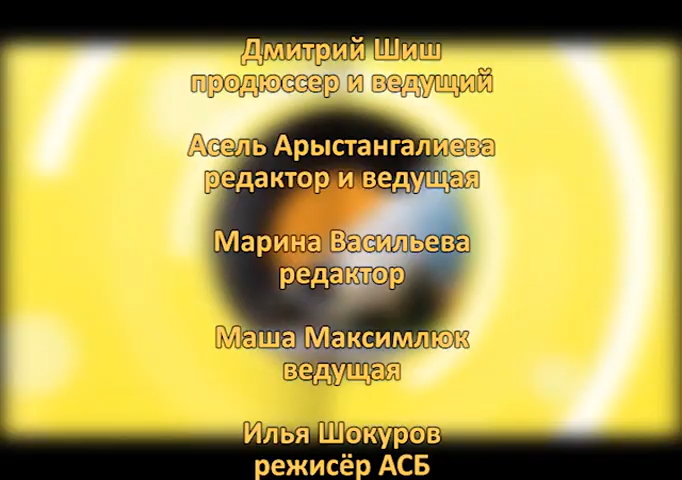 Дмитрий Шиш
продюссер и ведущий
Асель Арыстангалиева
редактор и ведущая
Марина Васильева
редактор
Маша Максимлюк
ведущая
Илья Шокуров
режисёр АСБ